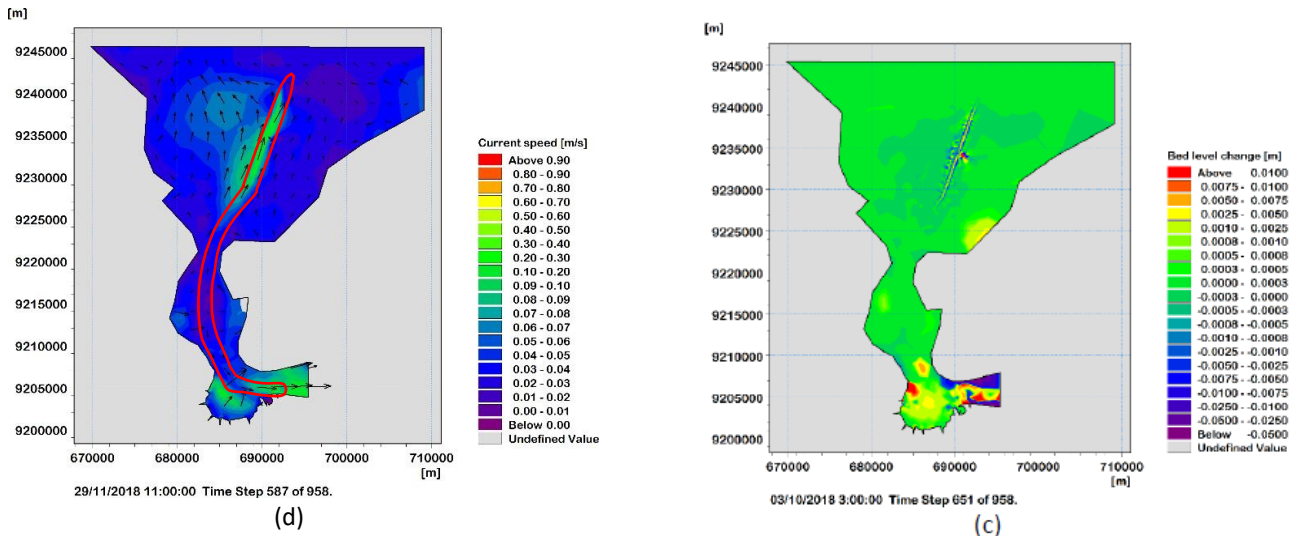 [m]
9245000
9240000
9235000
9230000
9225000
9220000
9215000
9210000
9205000
9200000
670000 680000 690000 700000 710000
[m]
Current speed [m/s]
Above 0.90
0.80 - 0.90
0.70 - 0.80
0.60 - 0.70
0.50 - 0.60
0.40 - 0.50
0.30 - 0.40
0.20 - 0.30
0.10 - 0.20
0.09 - 0.10
0.08 - 0.09
0.07 - 0.08
0.06 - 0.07
0.05 - 0.06
0.04 - 0.05
0.03 - 0.04
0.02 - 0.03
0.01 - 0.02
0.00 - 0.01
Below 0.00
Undefined Value
29/11/2018 11:00:00 Time Step 587 of 958.
(d)
[m]
9245000
9240000
9235000
9230000
9225000
9220000
9215000
9210000
9205000
9200000
670000 680000 690000 700000 710000
[m]
Bed level change [m]
Above 0.0100
0.0075 - 0.0100
0.0050 - 0.0075
0.0025 - 0.0050
0.0010 - 0.0025
0.0008 - 0.0010
0.0005 - 0.0008
0.0003 - 0.0005
0.0000 - 0.0003
-0.0003 - 0.0000
-0.0005 - -0.0003
-0.0008 - -0.0005
-0.0010 - -0.0008
-0.0025 - -0.0010
-0.0050 - -0.0025
-0.0075 - -0.0050
-0.0100 - -0.0075
-0.0250 - -0.0100
-0.0500 - -0.0250
Below -0.0500
Undefined Value
03/10/2018 3:00:00 Time Step 651 of 958.
(c)